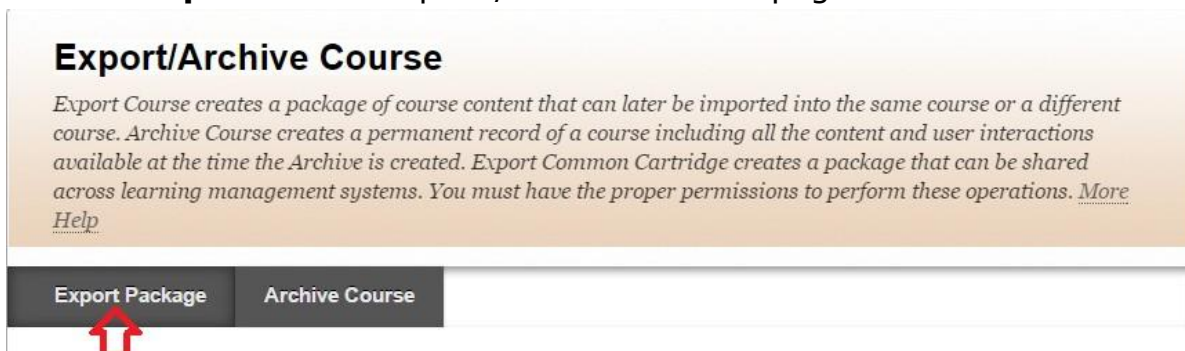 Export/Archive Course
Export Course creates a package of course content that can later be imported into the same course or a different
course. Archive Course creates a permanent record of a course including all the content and user interactions
available at the time the Archive is created. Export Common Cartridge creates a package that can be shared
across learning management systems. You must have the proper permissions to perform these operations. More
Help
Export Package Archive Course